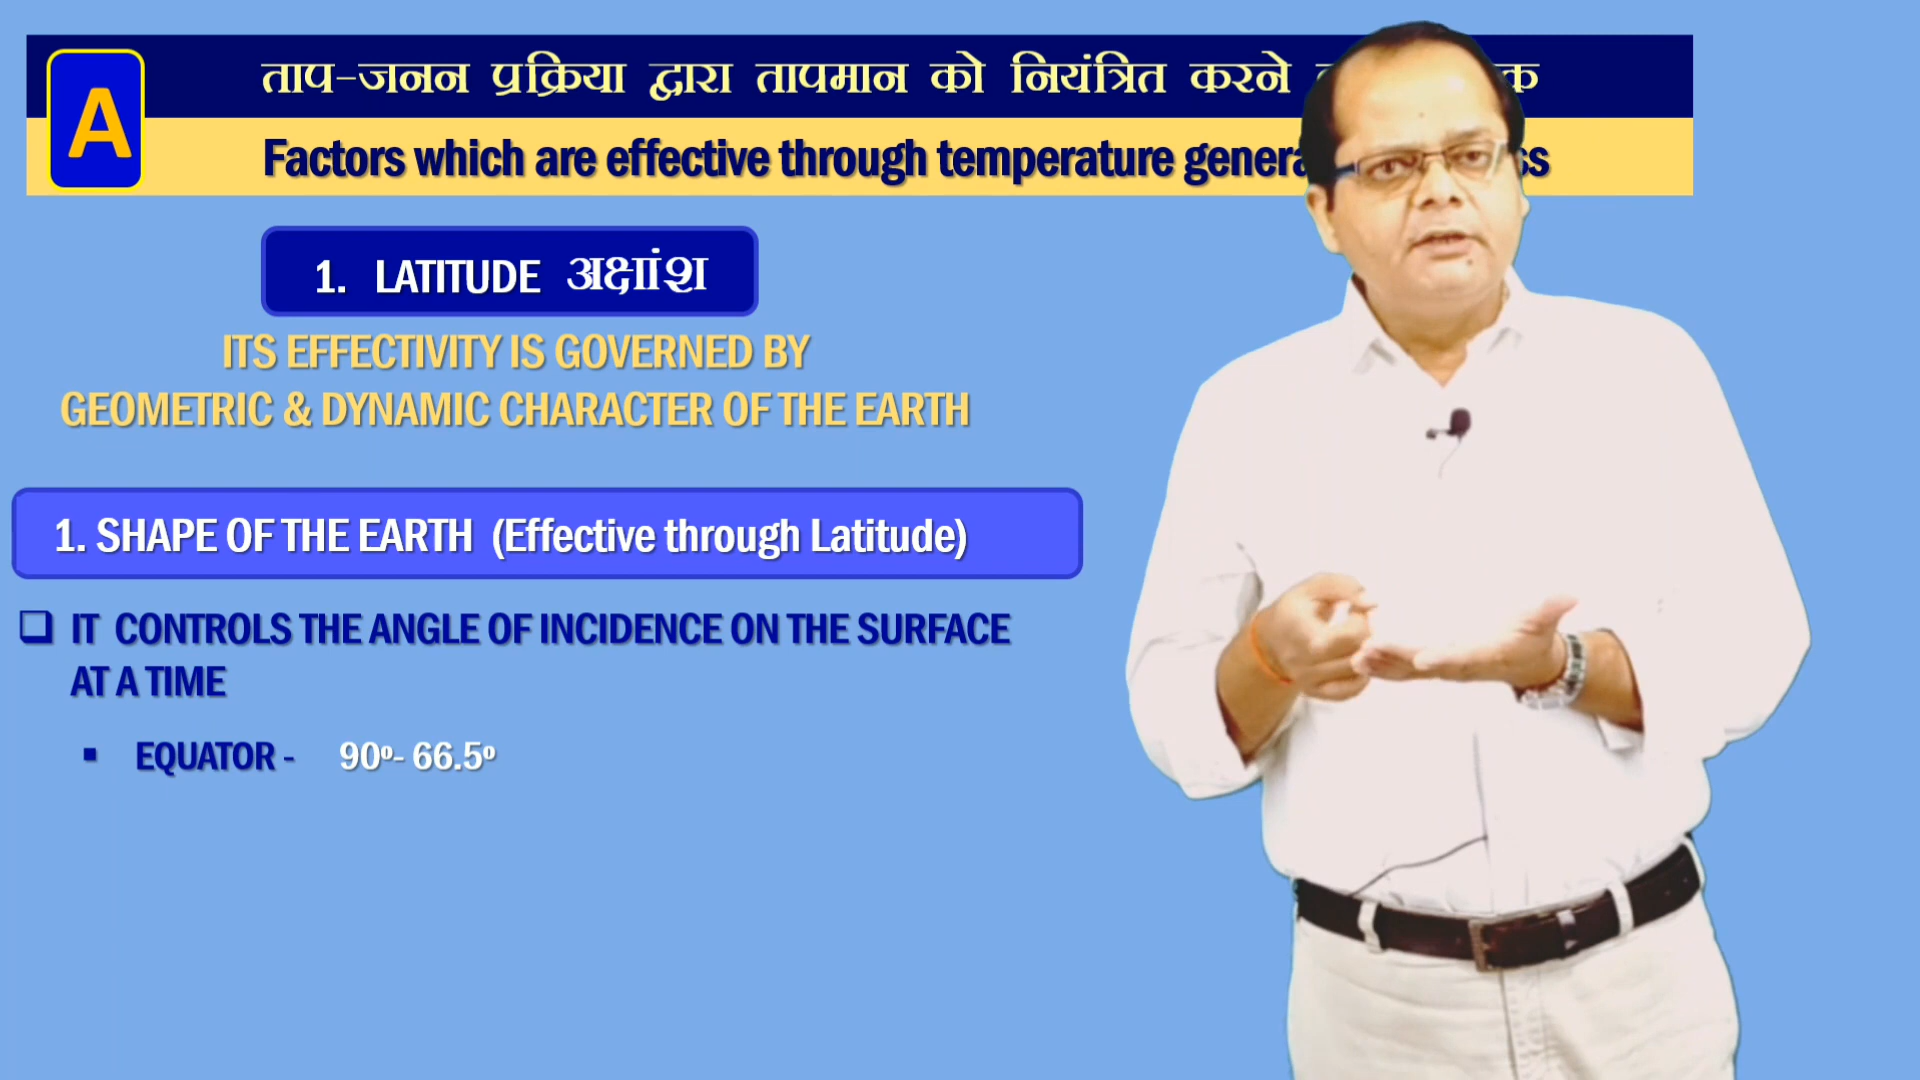 A
ताप-जनन प्रक्रिया द्वारा तापमान को नियंत्रित करने
Factors which are effective through temperature
1. LATITUDE अक्षांश
ITS EFFECTIVITY IS GOVERNED BY
GEOMETRIC & DYNAMIC CHARACTER OF THE EARTH
1. SHAPE OF THE EARTH (Effective through Latitude)
❑ IT CONTROLS THE ANGLE OF INCIDENCE ON THE SURFACE
AT A TIME
▪ EQUATOR - 90º- 66.5º